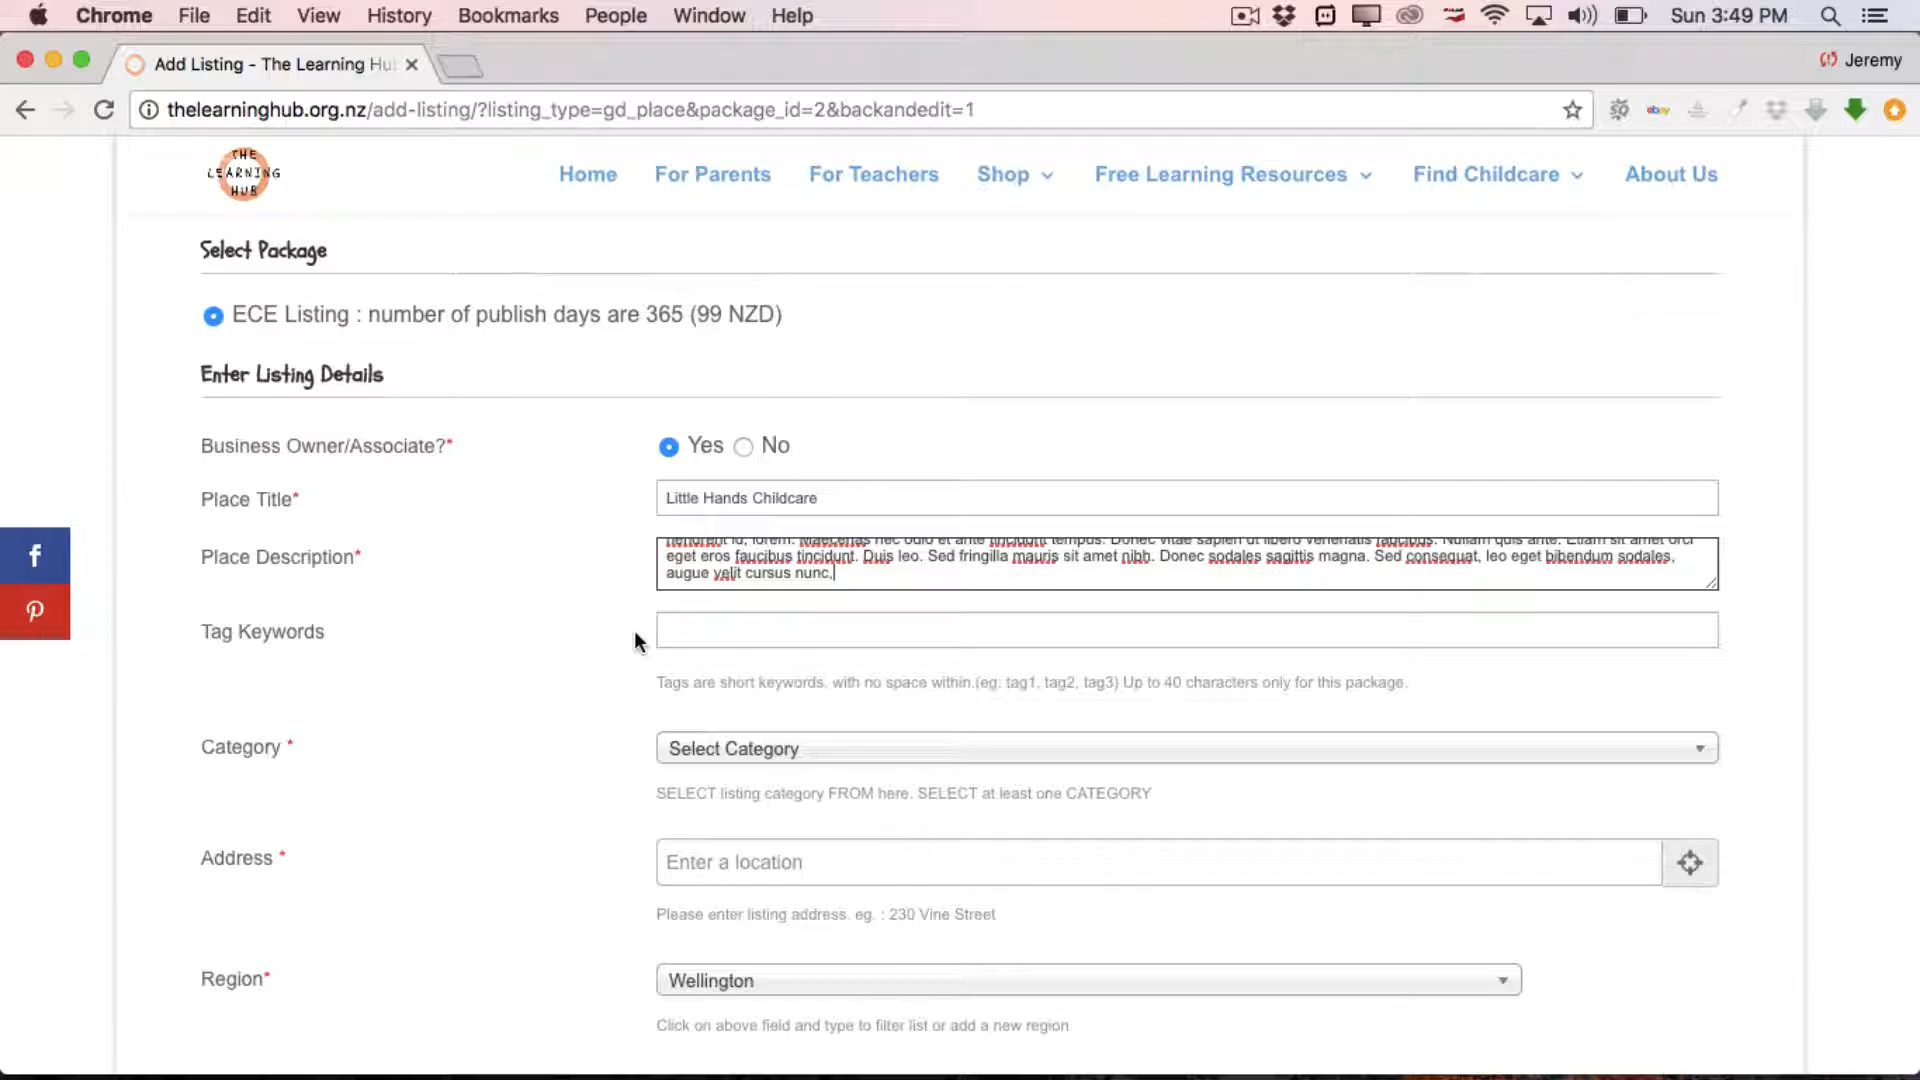 Chrome File Edit View History Bookmarks People Window Help Sun 3:49 PM
Add Listing - The Learning Hu
Jeremy
thelearninghub.org.nz/add-listing/?listing_type=gd_place&package_id=2&backandedit=1
THE
LEARNING
HUB
Home For Parents For Teachers Shop Free Learning Resources Find Childcare About Us
Select Package
ECE Listing : number of publish days are 365 (99 NZD)
Enter Listing Details
Business Owner/Associate?* Yes No
Place Title* Little Hands Childcare
hendrerit id, lorem. Maecenas nec odio et ante tincidunt tempus. Donec vitae sapien ut libero venenatis faucibus. Nullam quis ante. Etiam sit amet orci
Place Description* eget eros faucibus tincidunt. Duis leo. Sed fringilla mauris sit amet nibh. Donec sodales sagittis magna. Sed consequat, leo eget bibendum sodales,
augue velit cursus nunc,
Tag Keywords
Tags are short keywords, with no space within.(eg: tag1, tag2, tag3) Up to 40 characters only for this package.
Category * Select Category
SELECT listing category FROM here. SELECT at least one CATEGORY
Address * Enter a location
Please enter listing address. eg. : 230 Vine Street
Region* Wellington
Click on above field and type to filter list or add a new region
f
ebay